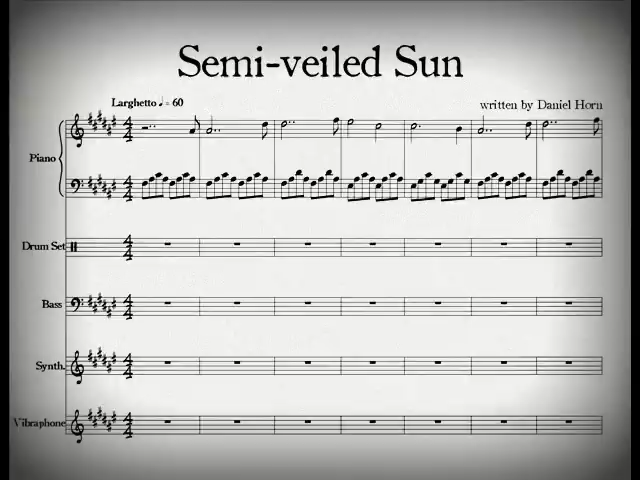 Semi-veiled Sun
Larghetto ♩ = 60
written by Daniel Horn
Piano
Drum Set
Bass
Synth.
Vibraphone